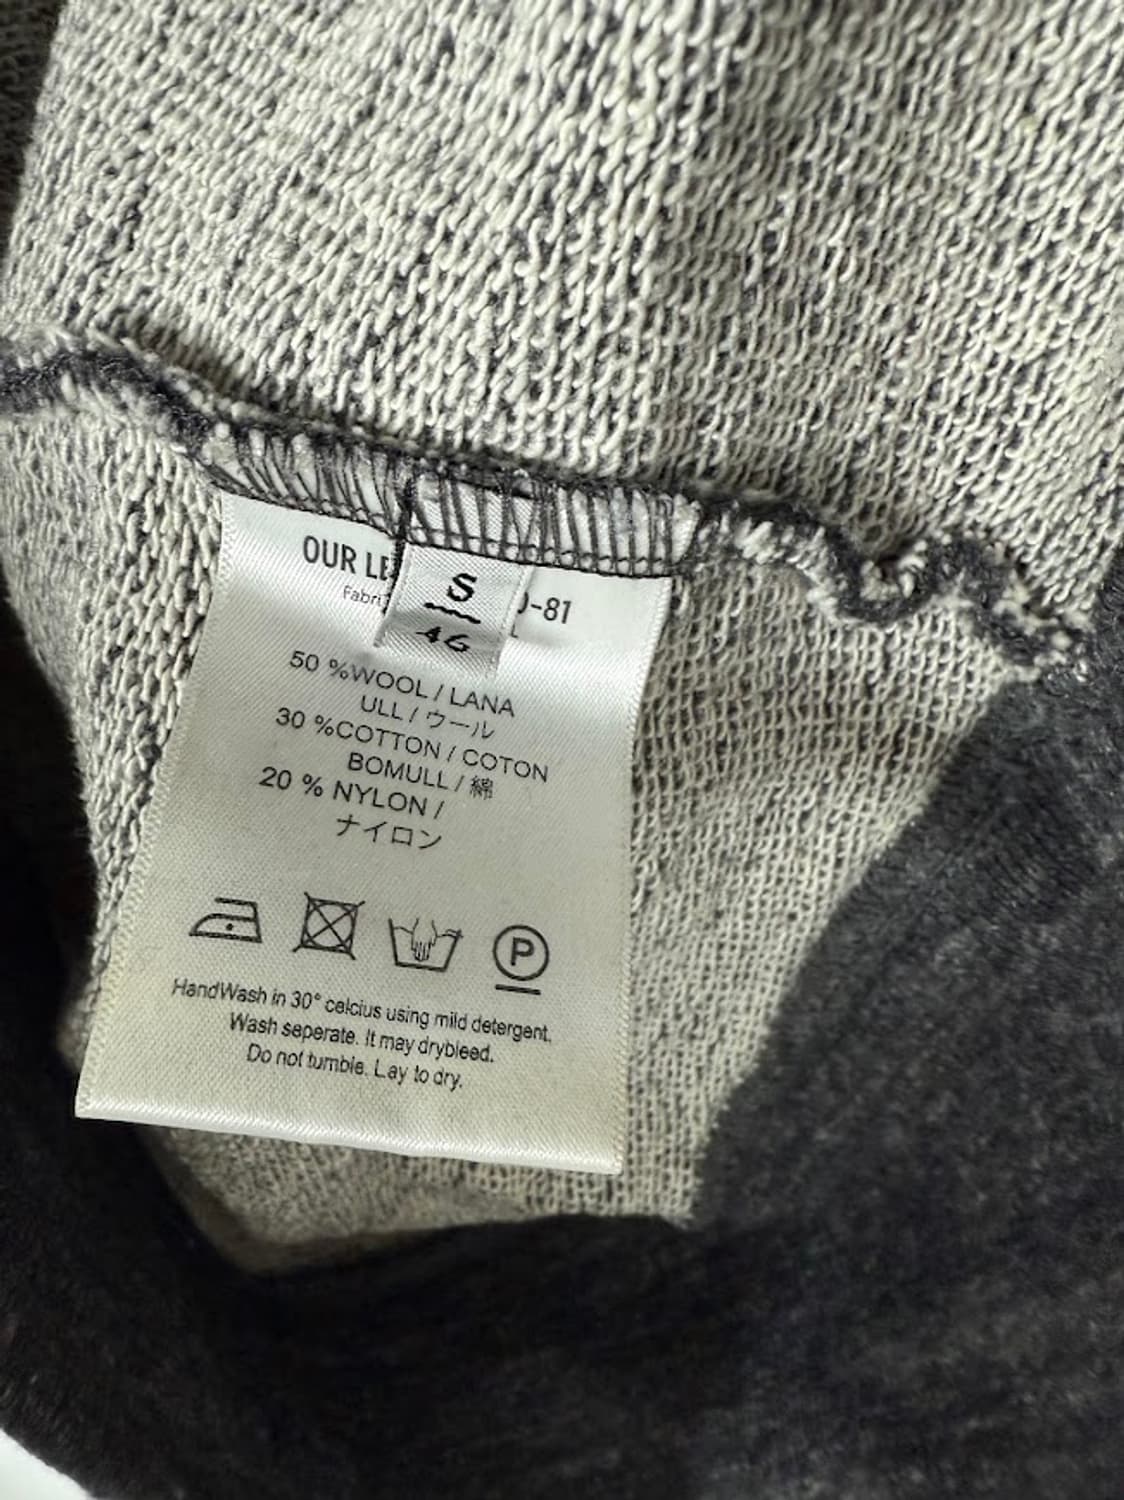 OUR LE
S
-81
Fabri
46
50 %WOOL / LANA
ULL / ウール
30 %COTTON / COTON
BOMULL / 綿
20 % NYLON /
ナイロン
P
HandWash in 30° celcius using mild detergent.
Wash seperate. It may drybleed.
Do not tumble. Lay to dry.